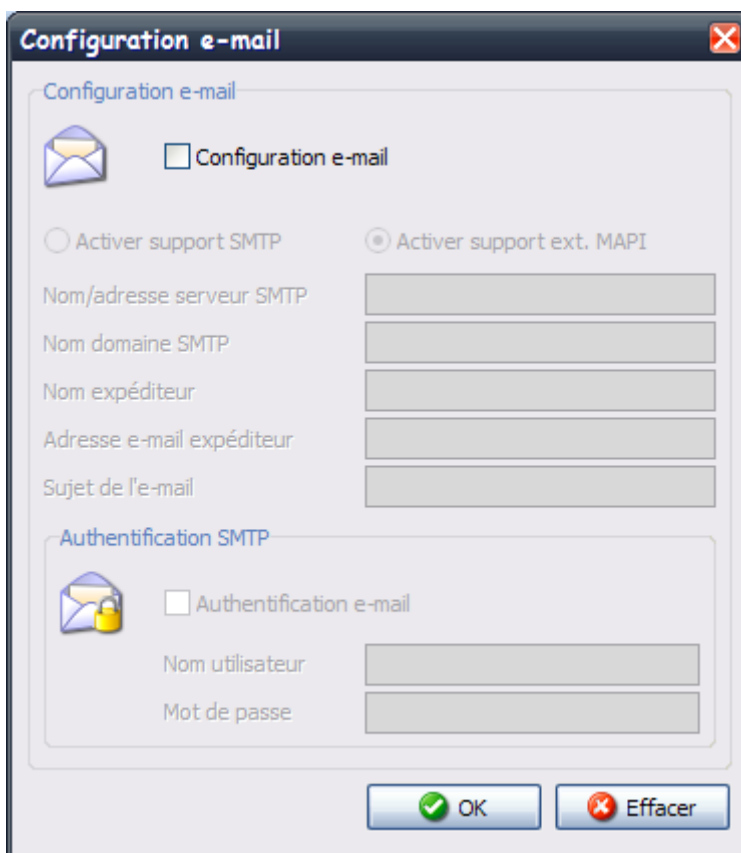 Configuration e-mail
Configuration e-mail
Configuration e-mail
Activer support SMTP
Activer support ext. MAPI
Nom/adresse serveur SMTP
Nom domaine SMTP
Nom expéditeur
Adresse e-mail expéditeur
Sujet de l'e-mail
Authentification SMTP
Authentification e-mail
Nom utilisateur
Mot de passe
OK
Effacer